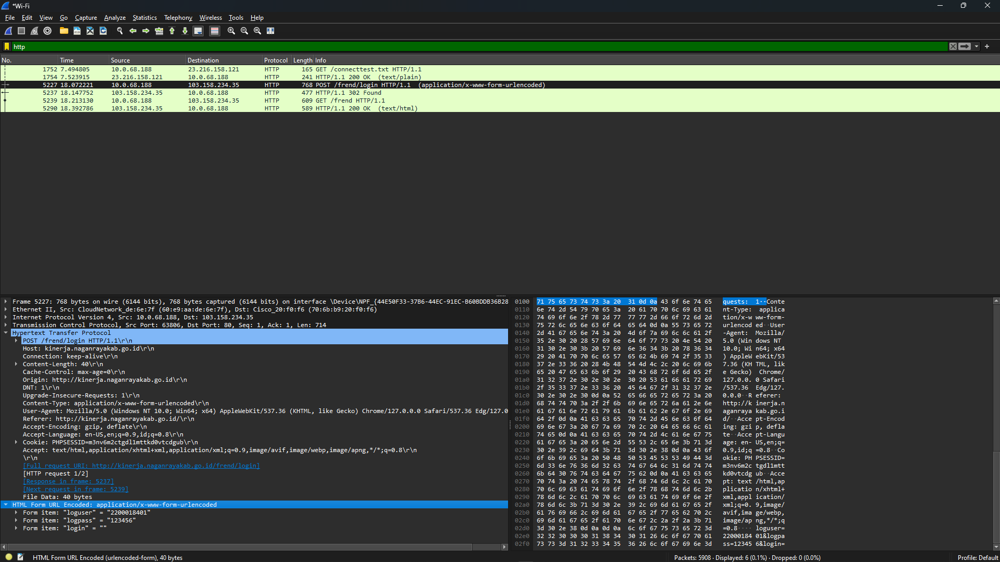 *Wi-Fi
File Edit View Go Capture Analyze Statistics Telephony Wireless Tools Help
http
No. Time Source Destination Protocol Length Info
1752 7.494805 10.0.68.188 23.216.158.121 HTTP 165 GET /connecttest.txt HTTP/1.1
1754 7.523915 23.216.158.121 10.0.68.188 HTTP 241 HTTP/1.1 200 OK (text/plain)
5227 18.072221 10.0.68.188 103.158.234.35 HTTP 768 POST /frend/login HTTP/1.1 (application/x-www-form-urlencoded)
5237 18.147752 103.158.234.35 10.0.68.188 HTTP 477 HTTP/1.1 302 Found
5239 18.213130 10.0.68.188 103.158.234.35 HTTP 609 GET /frend HTTP/1.1
5290 18.392786 103.158.234.35 10.0.68.188 HTTP 589 HTTP/1.1 200 OK (text/html)
Frame 5227: 768 bytes on wire (6144 bits), 768 bytes captured (6144 bits) on interface \Device\NPF_{44E50F33-37B6-44EC-91EC-B60BDDB36B28
Ethernet II, Src: CloudNetwork_de:6e:7f (60:e9:aa:de:6e:7f), Dst: Cisco_20:f0:f6 (70:6b:b9:20:f0:f6)
Internet Protocol Version 4, Src: 10.0.68.188, Dst: 103.158.234.35
Transmission Control Protocol, Src Port: 63806, Dst Port: 80, Seq: 1, Ack: 1, Len: 714
Hypertext Transfer Protocol
POST /frend/login HTTP/1.1\r\n
Host: kinerja.naganrayakab.go.id\r\n
Connection: keep-alive\r\n
Content-Length: 40\r\n
Cache-Control: max-age=0\r\n
Origin: http://kinerja.naganrayakab.go.id\r\n
DNT: 1\r\n
Upgrade-Insecure-Requests: 1\r\n
Content-Type: application/x-www-form-urlencoded\r\n
User-Agent: Mozilla/5.0 (Windows NT 10.0; Win64; x64) AppleWebKit/537.36 (KHTML, like Gecko) Chrome/127.0.0.0 Safari/537.36 Edg/127.0
Referer: http://kinerja.naganrayakab.go.id/\r\n
Accept-Encoding: gzip, deflate\r\n
Accept-Language: en-US,en;q=0.9,id;q=0.8\r\n
Cookie: PHPSESSID=m3nv6m2ctgdl1mttkd0vtcdgub\r\n
Accept: text/html,application/xhtml+xml,application/xml;q=0.9,image/avif,image/webp,image/apng,*/*;q=0.8\r\n
\r\n
[Full request URI: http://kinerja.naganrayakab.go.id/frend/login]
[HTTP request 1/2]
[Response in frame: 5237]
[Next request in frame: 5239]
File Data: 40 bytes
HTML Form URL Encoded: application/x-www-form-urlencoded
Form item: "loguser" = "2200018401"
Form item: "logpass" = "123456"
Form item: "login" = ""
0100 71 75 65 73 74 73 3a 20 31 0d 0a 43 6f 6e 74 65 quests: 1··Conte
0110 6e 74 2d 54 79 70 65 3a 20 61 70 70 6c 69 63 61 nt-Type: applica
0120 74 69 6f 6e 2f 78 2d 77 77 77 2d 66 6f 72 6d 2d tion/x-w ww-form-
0130 75 72 6c 65 6e 63 6f 64 65 64 0d 0a 55 73 65 72 urlencod ed··User
0140 2d 41 67 65 6e 74 3a 20 4d 6f 7a 69 6c 6c 61 2f -Agent: Mozilla/
0150 35 2e 30 20 28 57 69 6e 64 6f 77 73 20 4e 54 20 5.0 (Win dows NT
0160 31 30 2e 30 3b 20 57 69 6e 36 34 3b 20 78 36 34 10.0; Wi n64; x64
0170 29 20 41 70 70 6c 65 57 65 62 4b 69 74 2f 35 33 ) AppleW ebKit/53
0180 37 2e 33 36 20 28 4b 48 54 4d 4c 2c 20 6c 69 6b 7.36 (KH TML, lik
0190 65 20 47 65 63 6b 6f 29 20 43 68 72 6f 6d 65 2f e Gecko) Chrome/
01a0 31 32 37 2e 30 2e 30 2e 30 20 53 61 66 61 72 69 127.0.0. 0 Safari
01b0 2f 35 33 37 2e 33 36 20 45 64 67 2f 31 32 37 2e /537.36 Edg/127.
01c0 30 2e 30 2e 30 0d 0a 52 65 66 65 72 65 72 3a 20 0.0.0··R eferer:
01d0 68 74 74 70 3a 2f 2f 6b 69 6e 65 72 6a 61 2e 6e http://k inerja.n
01e0 61 67 61 6e 72 61 79 61 6b 61 62 2e 67 6f 2e 69 aganraya kab.go.i
01f0 64 2f 0d 0a 41 63 63 65 70 74 2d 45 6e 63 6f 64 d/··Acce pt-Encod
0200 69 6e 67 3a 20 67 7a 69 70 2c 20 64 65 66 6c 61 ing: gzi p, defla
0210 74 65 0d 0a 41 63 63 65 70 74 2d 4c 61 6e 67 75 te··Acce pt-Langu
0220 61 67 65 3a 20 65 6e 2d 55 53 2c 65 6e 3b 71 3d age: en- US,en;q=
0230 30 2e 39 2c 69 64 3b 71 3d 30 2e 38 0d 0a 43 6f 0.9,id;q =0.8··Co
0240 6f 6b 69 65 3a 20 50 48 50 53 45 53 53 49 44 3d okie: PH PSESSID=
0250 6d 33 6e 76 36 6d 32 63 74 67 64 6c 31 6d 74 74 m3nv6m2c tgdl1mtt
0260 6b 64 30 76 74 63 64 67 75 62 0d 0a 41 63 63 65 kd0vtcdg ub··Acce
0270 70 74 3a 20 74 65 78 74 2f 68 74 6d 6c 2c 61 70 pt: text /html,ap
0280 70 6c 69 63 61 74 69 6f 6e 2f 78 68 74 6d 6c 2b plicatio n/xhtml+
0290 78 6d 6c 2c 61 70 70 6c 69 63 61 74 69 6f 6e 2f xml,appl ication/
02a0 78 6d 6c 3b 71 3d 30 2e 39 2c 69 6d 61 67 65 2f xml;q=0. 9,image/
02b0 61 76 69 66 2c 69 6d 61 67 65 2f 77 65 62 70 2c avif,ima ge/webp,
02c0 69 6d 61 67 65 2f 61 70 6e 67 2c 2a 2f 2a 3b 71 image/ap ng,*/*;q
02d0 3d 30 2e 38 0d 0a 0d 0a 6c 6f 67 75 73 65 72 3d =0.8···· loguser=
02e0 32 32 30 30 30 31 38 34 30 31 26 6c 6f 67 70 61 22000184 01&logpa
02f0 73 73 3d 31 32 33 34 35 36 26 6c 6f 67 69 6e 3d ss=12345 6&login=
HTML Form URL Encoded (urlencoded-form), 40 bytes
Packets: 5908 · Displayed: 6 (0.1%) · Dropped: 0 (0.0%)
Profile: Default